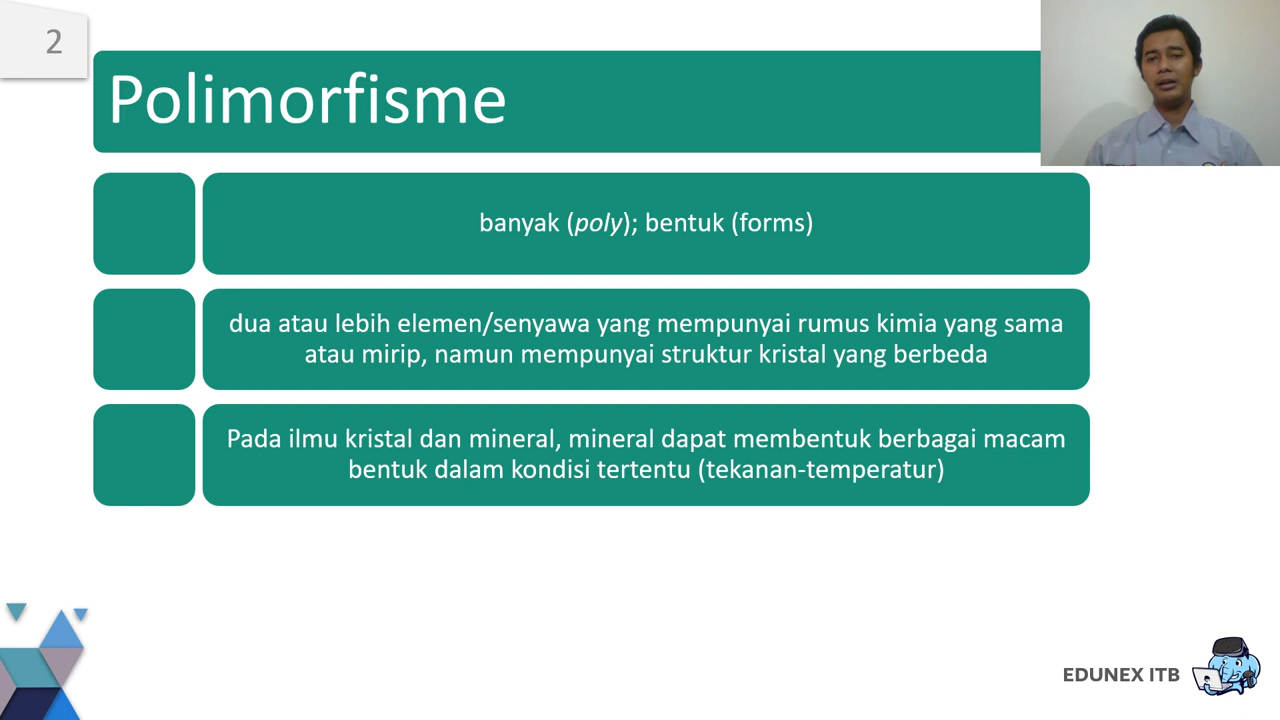 2
Polimorfisme
banyak (poly); bentuk (forms)
dua atau lebih elemen/senyawa yang mempunyai rumus kimia yang sama
atau mirip, namun mempunyai struktur kristal yang berbeda
Pada ilmu kristal dan mineral, mineral dapat membentuk berbagai macam
bentuk dalam kondisi tertentu (tekanan-temperatur)
EDUNEX ITB